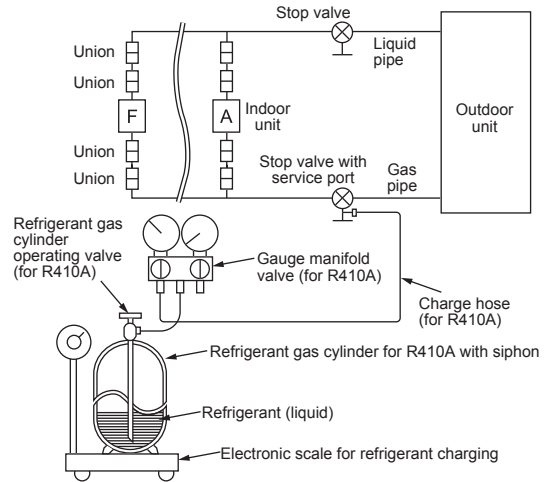 Stop valve
Union
Liquid
pipe
Union
F
A
Indoor
unit
Outdoor
unit
Union
Stop valve with
service port
Gas
pipe
Union
Refrigerant gas
cylinder
operating valve
(for R410A)
Gauge manifold
valve (for R410A)
Charge hose
(for R410A)
Refrigerant gas cylinder for R410A with siphon
Refrigerant (liquid)
Electronic scale for refrigerant charging